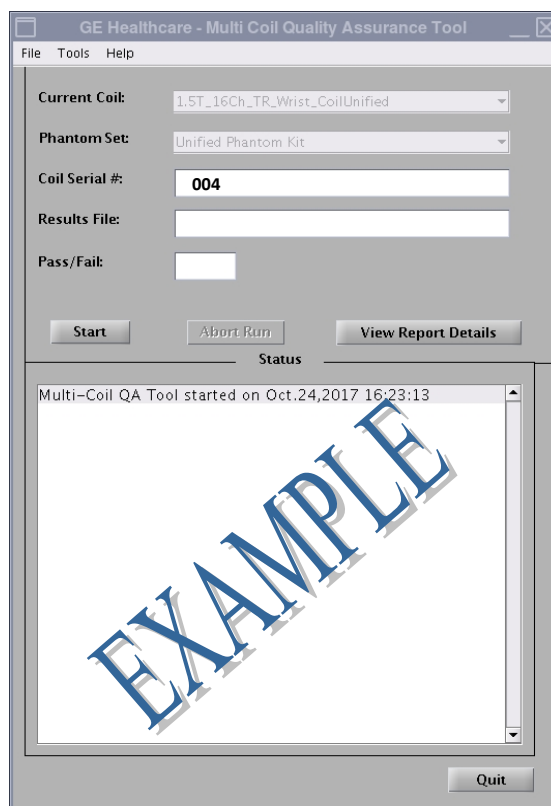 GE Healthcare - Multi Coil Quality Assurance Tool
File Tools Help
Current Coil: 1.5T_16Ch_TR_Wrist_CoilUnified
Phantom Set: Unified Phantom Kit
Coil Serial #: 004
Results File:
Pass/Fail:
Start Abort Run View Report Details
Status
Multi-Coil QA Tool started on Oct.24,2017 16:23:13
EXAMPLE
Quit